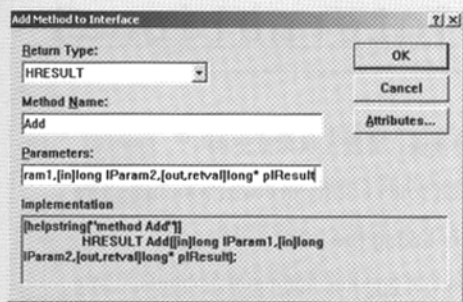 Add Method to Interface
Return Type:
HRESULT
OK
Cancel
Method Name:
Add
Attributes...
Parameters:
ram1,[in]long lParam2,[out,retval]long* plResult
Implementation
[helpstring("method Add")]
HRESULT Add([in]long lParam1,[in]long
lParam2,[out,retval]long* plResult);